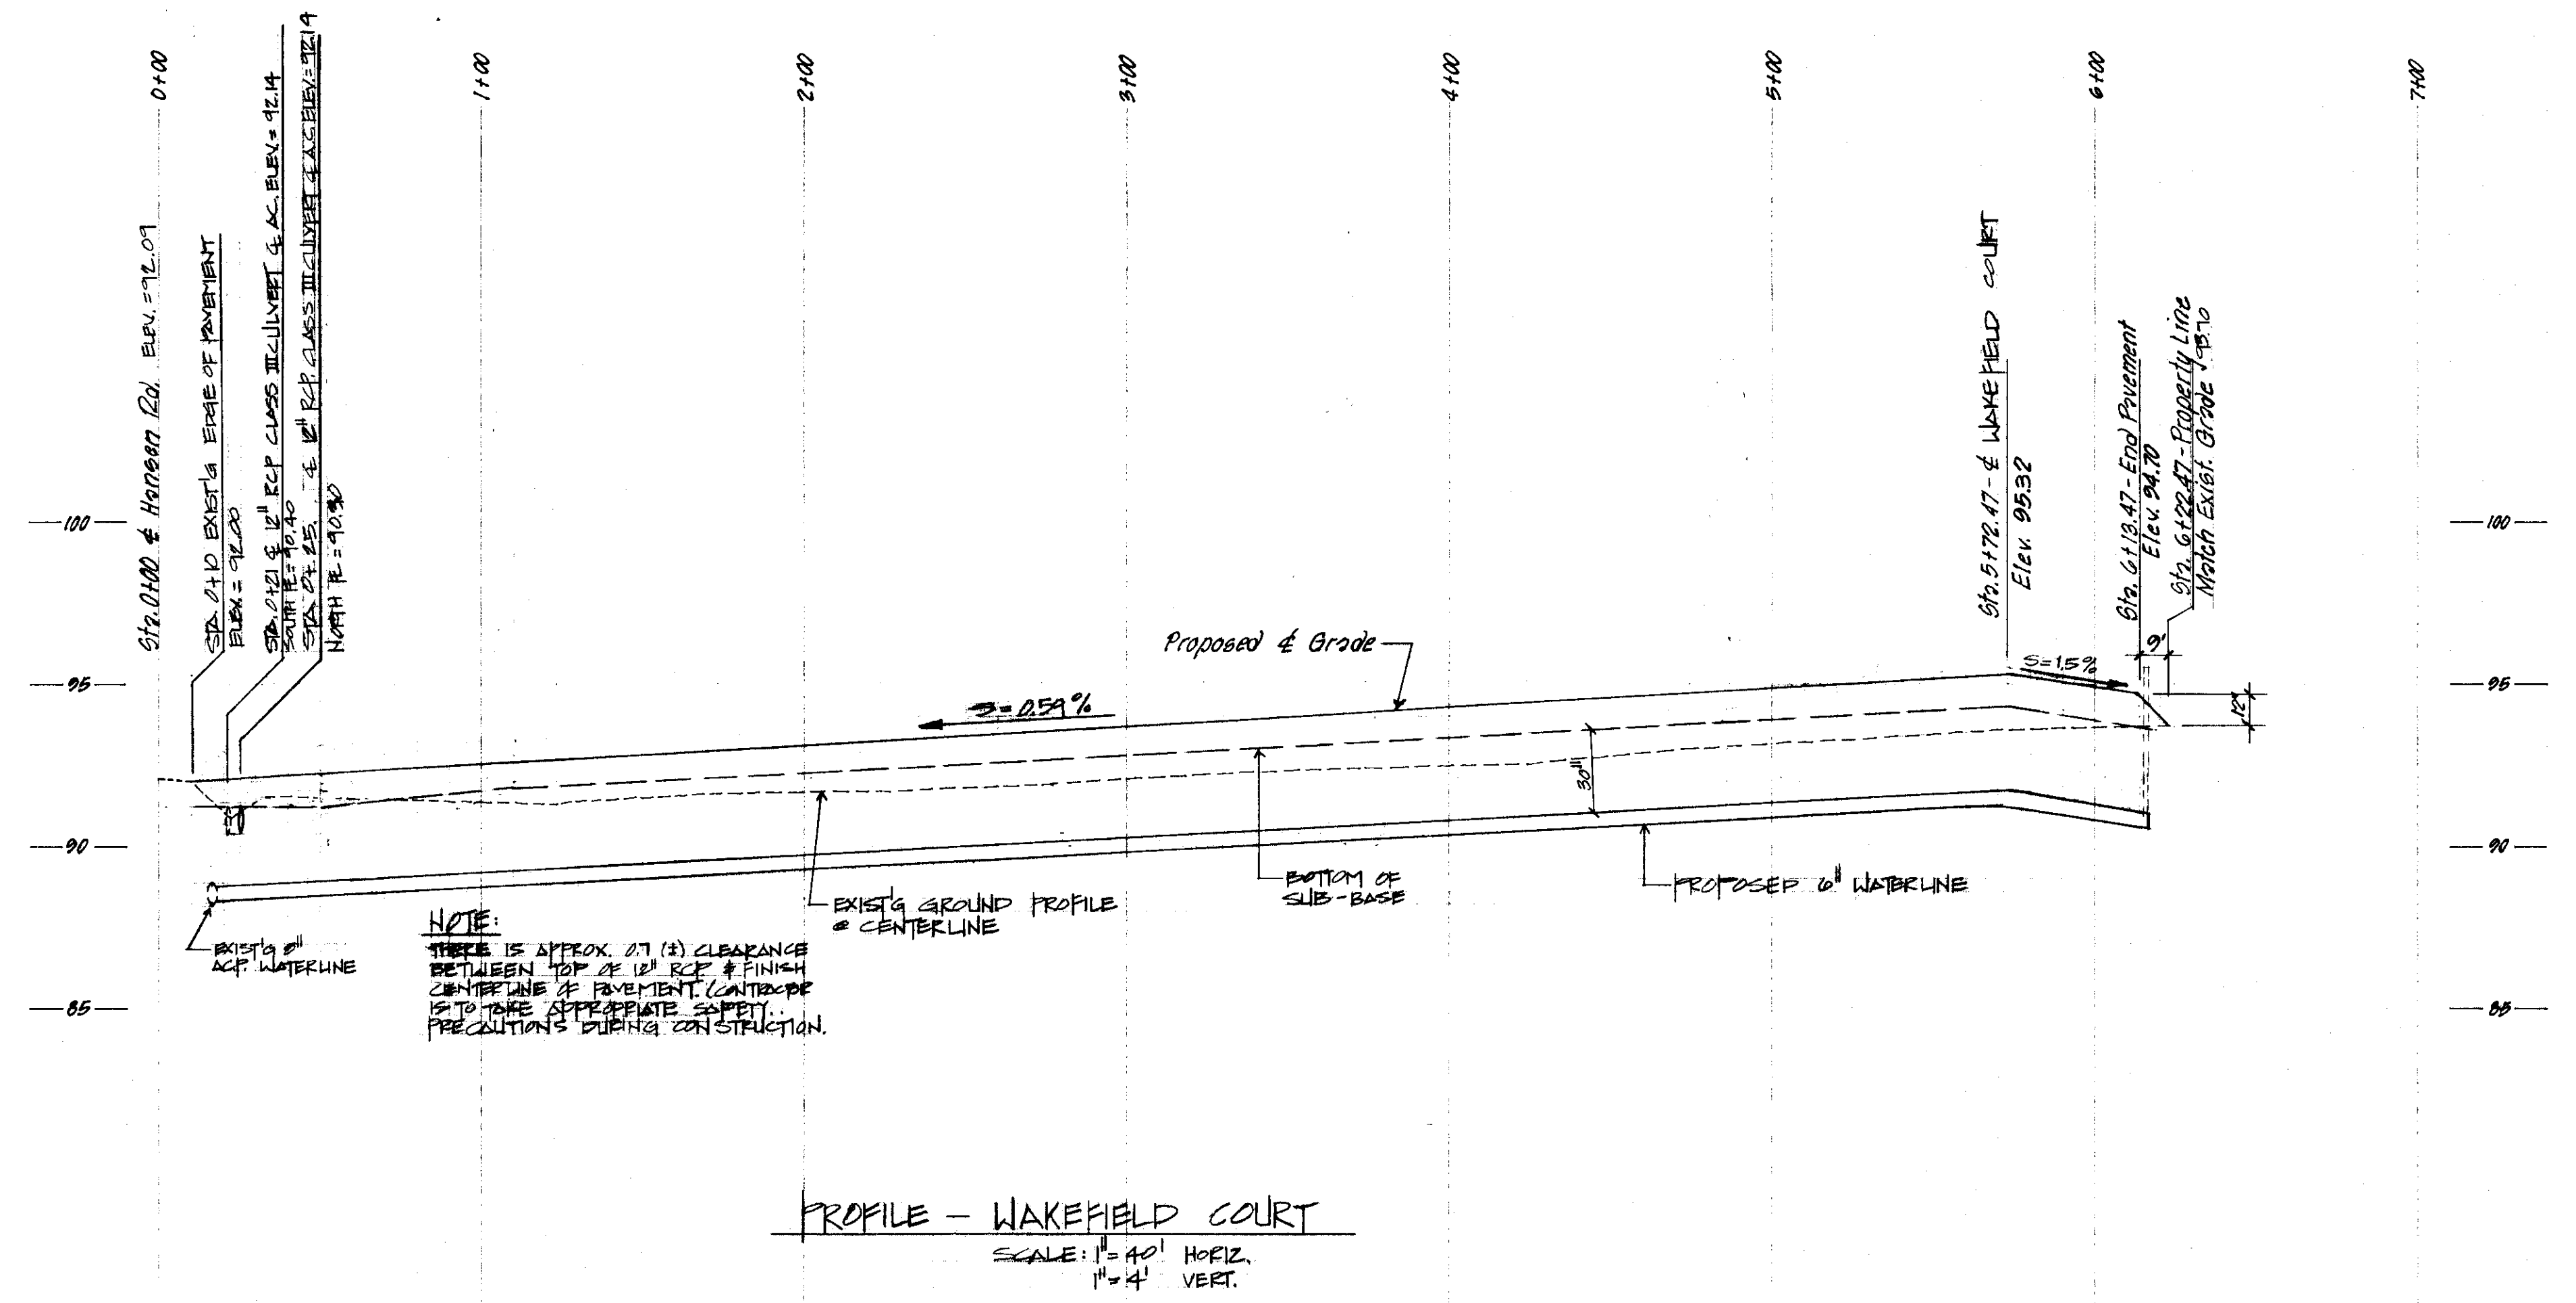 0+00
1+00
2+00
3+00
4+00
5+00
6+00
7+00
Sta. 0+00 ℄ Hansen Rd. ELEV. = 92.09
STA. 0+10 EXIST'G EDGE OF PAVEMENT
ELEV. = 92.00
STA. 0+21 ℄ 12" RCP CLASS III CULVERT ℄ A.C. ELEV. = 92.14
SOUTH FL = 90.40
STA. 0+25. ℄ 12" RCP. CLASS III CULVERT ℄ A.C. ELEV. = 92.14
NORTH FL = 90.30
Sta. 5+72.47 - ℄ WAKEFIELD COURT
Elev. 95.32
Sta. 6+13.47 - End Pavement
Elev. 94.70
Sta. 6+22.47 - Property Line
Match Exist. Grade 93.70
100
100
95
95
90
90
85
85
Proposed ℄ Grade
S = 0.59 %
S=1.5%
9'
12"
30"
EXIST'G GROUND PROFILE
@ CENTERLINE
BOTTOM OF
SUB-BASE
PROPOSED 6" WATERLINE
EXIST'G 8"
ACP. WATERLINE
NOTE:
THERE IS APPROX. 0.7 (±) CLEARANCE
BETWEEN TOP OF 12" RCP & FINISH
CENTERLINE OF PAVEMENT. CONTRACTOR
IS TO TAKE APPROPRIATE SAFETY
PRECAUTIONS DURING CONSTRUCTION.
PROFILE - WAKEFIELD COURT
SCALE: 1" = 40' HORIZ.
1" = 4' VERT.